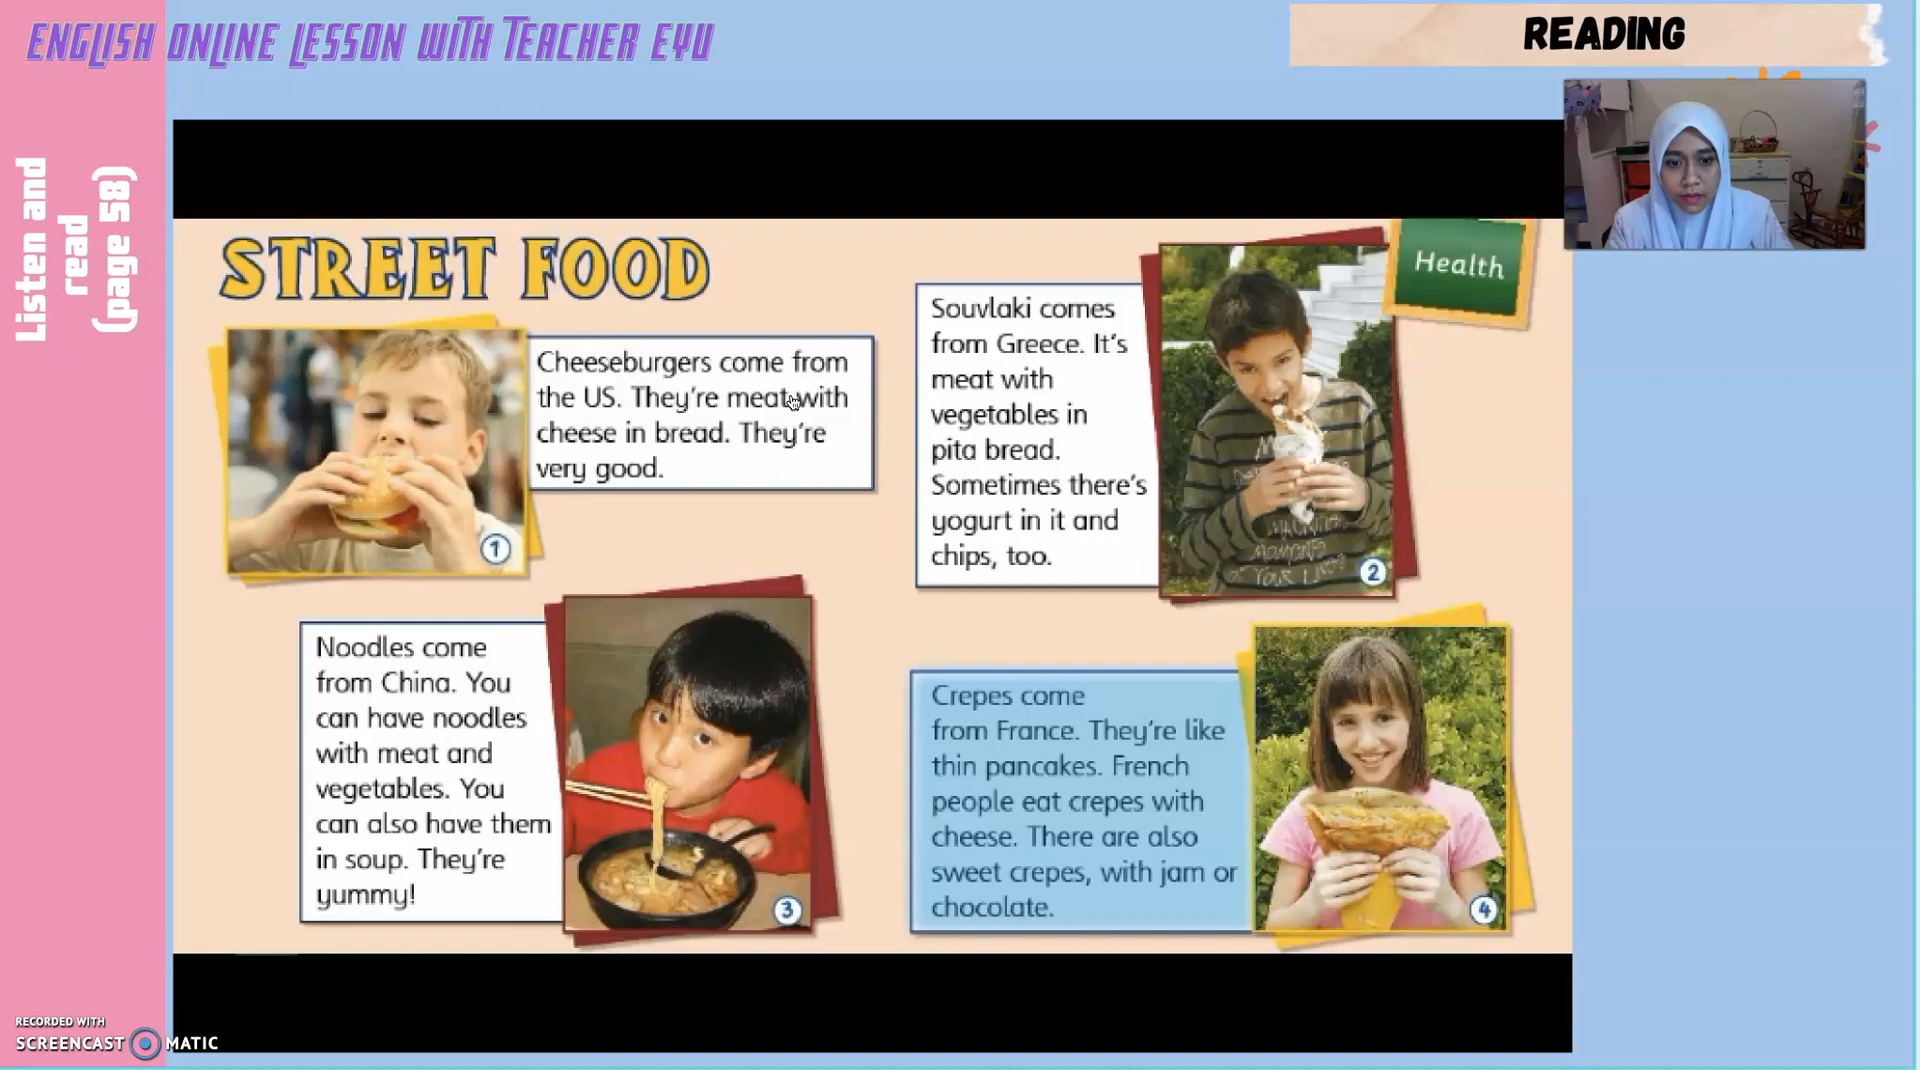 ENGLISH ONLINE LESSON WITH TEACHER EYU
READING
Listen and
read
(page 58)
STREET FOOD
Health
Cheeseburgers come from
the US. They're meat with
cheese in bread. They're
very good.
1
Souvlaki comes
from Greece. It's
meat with
vegetables in
pita bread.
Sometimes there's
yogurt in it and
chips, too.
2
Noodles come
from China. You
can have noodles
with meat and
vegetables. You
can also have them
in soup. They're
yummy!
3
Crepes come
from France. They're like
thin pancakes. French
people eat crepes with
cheese. There are also
sweet crepes, with jam or
chocolate.
4
RECORDED WITH
SCREENCAST MATIC